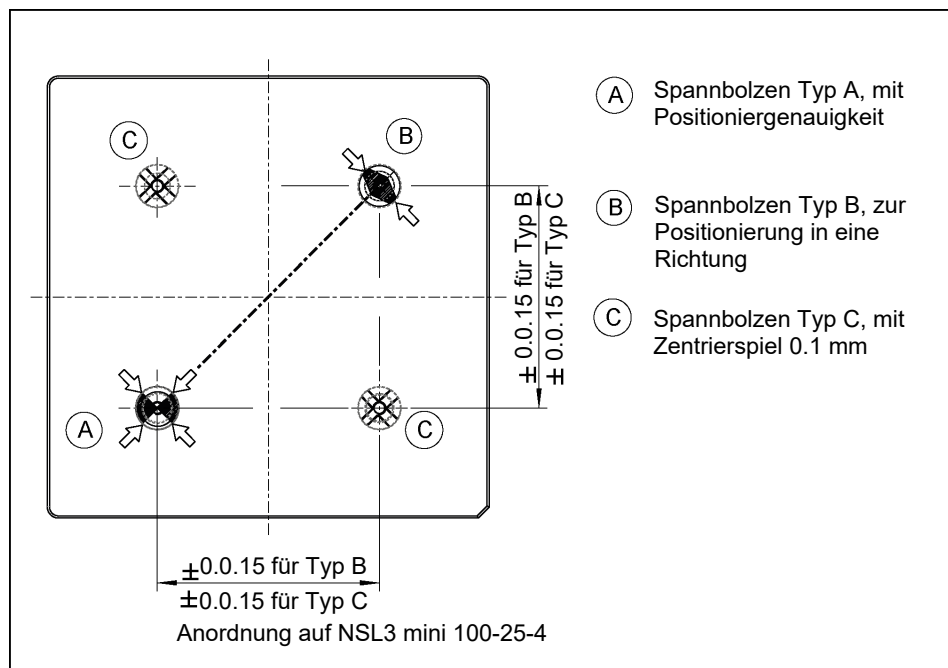 C
B
A
C
± 0.0.15 für Typ B
± 0.0.15 für Typ C
±0.0.15 für Typ B
±0.0.15 für Typ C
Anordnung auf NSL3 mini 100-25-4
A
Spannbolzen Typ A, mit
Positioniergenauigkeit
B
Spannbolzen Typ B, zur
Positionierung in eine
Richtung
C
Spannbolzen Typ C, mit
Zentrierspiel 0.1 mm